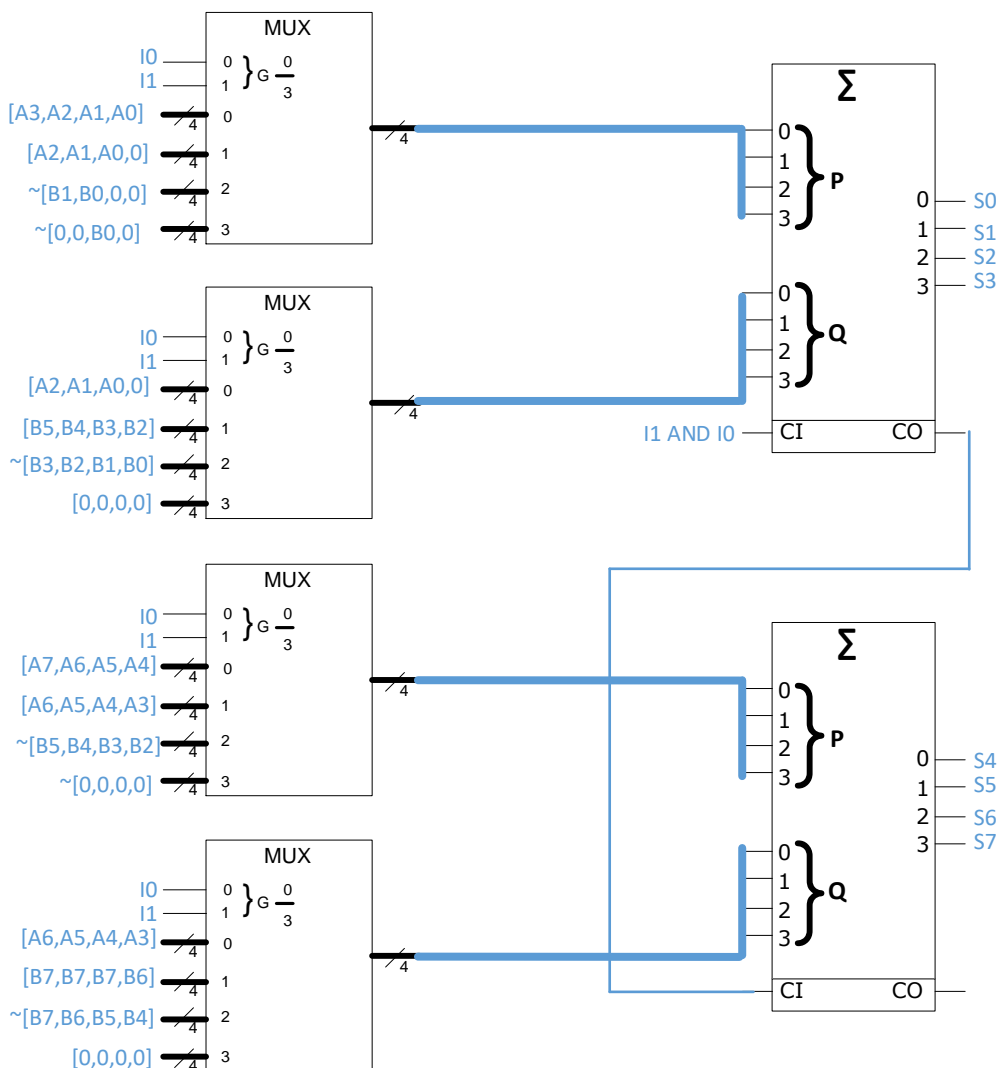 MUX
I0
I1
0
1
} G 0
3
[A3,A2,A1,A0] 4 0
[A2,A1,A0,0] 4 1
~[B1,B0,0,0] 4 2
~[0,0,B0,0] 4 3
4
MUX
I0
I1
0
1
} G 0
3
[A2,A1,A0,0] 4 0
[B5,B4,B3,B2] 4 1
~[B3,B2,B1,B0] 4 2
[0,0,0,0] 4 3
4
Σ
0
1
2
3
} P
0
1
2
3
} Q
0 S0
1 S1
2 S2
3 S3
I1 AND I0 CI CO
MUX
I0
I1
0
1
} G 0
3
[A7,A6,A5,A4] 4 0
[A6,A5,A4,A3] 4 1
~[B5,B4,B3,B2] 4 2
~[0,0,0,0] 4 3
4
MUX
I0
I1
0
1
} G 0
3
[A6,A5,A4,A3] 4 0
[B7,B7,B7,B6] 4 1
~[B7,B6,B5,B4] 4 2
[0,0,0,0] 4 3
4
Σ
0
1
2
3
} P
0
1
2
3
} Q
0 S4
1 S5
2 S6
3 S7
CI CO